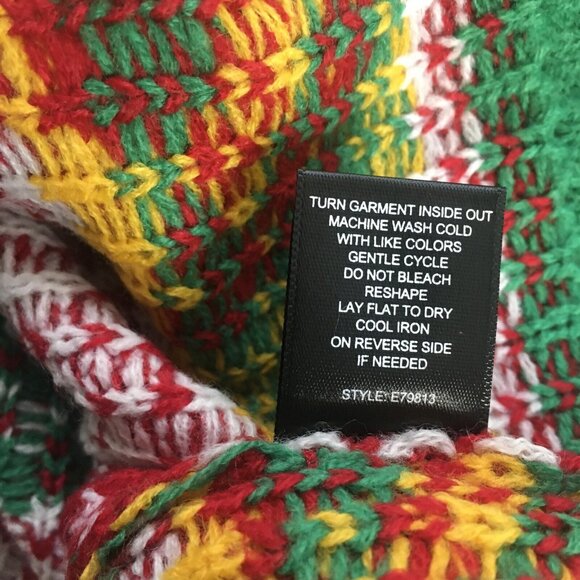 TURN GARMENT INSIDE OUT
MACHINE WASH COLD
WITH LIKE COLORS
GENTLE CYCLE
DO NOT BLEACH
RESHAPE
LAY FLAT TO DRY
COOL IRON
ON REVERSE SIDE
IF NEEDED
STYLE: E79813